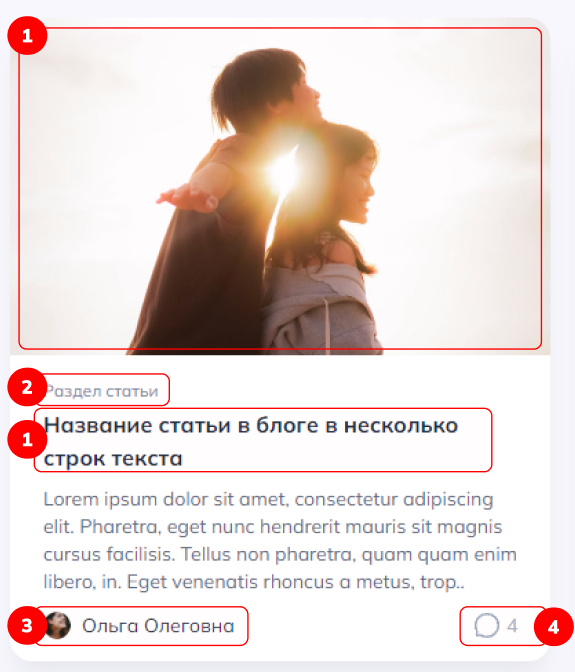 1
2 Раздел статьи
1 Название статьи в блоге в несколько
строк текста
Lorem ipsum dolor sit amet, consectetur adipiscing
elit. Pharetra, eget nunc hendrerit mauris sit magnis
cursus facilisis. Tellus non pharetra, quam quam enim
libero, in. Eget venenatis rhoncus a metus, trop..
3 Ольга Олеговна 4 4